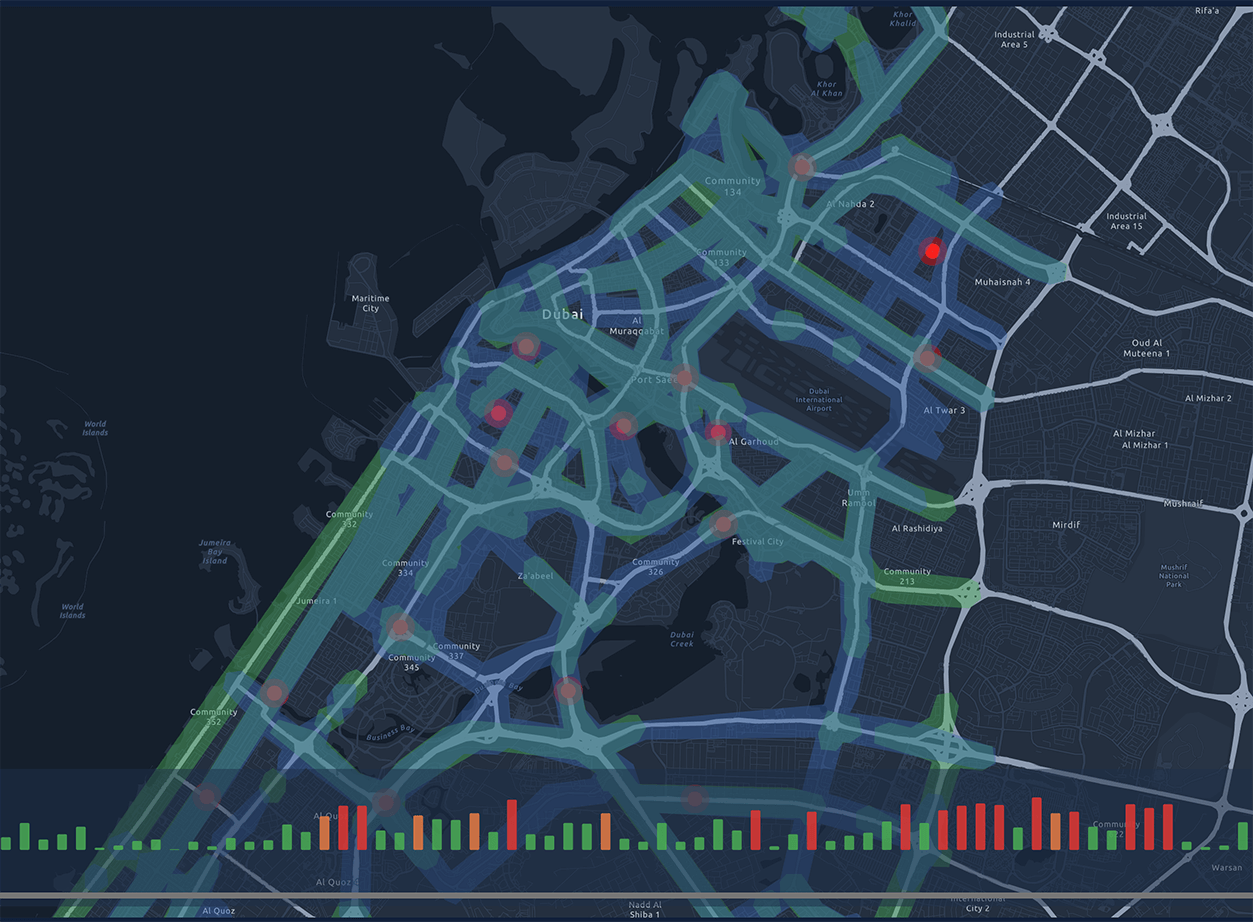 Rifa'a
Khor
Khalid
Industrial
Area 5
Khor
Al Khan
Community
134
Al Nahda 2
Industrial
Area 15
Community
133
Muhaisnah 4
Maritime
City
Dubai
Al
Muraqqabat
Oud Al
Muteena 1
Port Saeed
Dubai
International
Airport
Al Twar 3
Al Mizhar 2
World
Islands
Al Garhoud
Al Mizhar
Al Mizhar 1
Umm
Ramool
Mushraif
Community
332
Al Rashidiya
Mirdif
Jumeira
Bay
Island
Festival City
Community
334
Za'abeel
Community
326
Community
213
Mushrif
National
Park
World
Islands
Jumeira 1
Dubai
Creek
Community
337
Community
345
Business Bay
Community
352
Business Bay
Al Qu
Community
Warsan
Al Quoz
Al Quoz
Nadd Al
Shiba 1
International
City 2